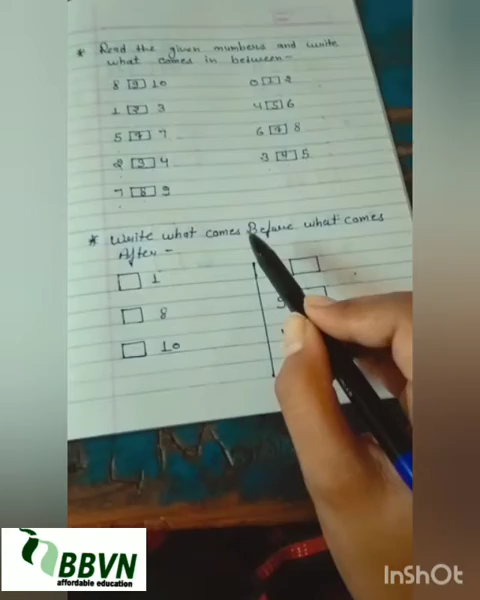 * Read the given numbers and write
what comes in between-
8 9 10 0 1 2
1 2 3 4 5 6
5 7 6 7 8
2 3 4 3 4 5
7 8 9
* Write what comes Before what comes
After -
1
8
10
BBVN
affordable education
InShOt